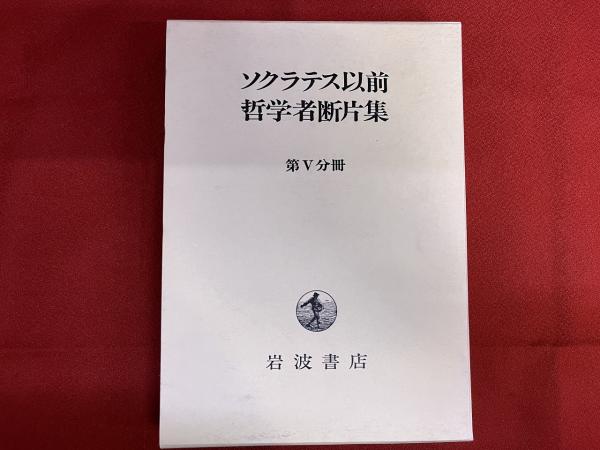 ソクラテス以前
哲学者断片集
第Ⅴ分冊
岩波書店